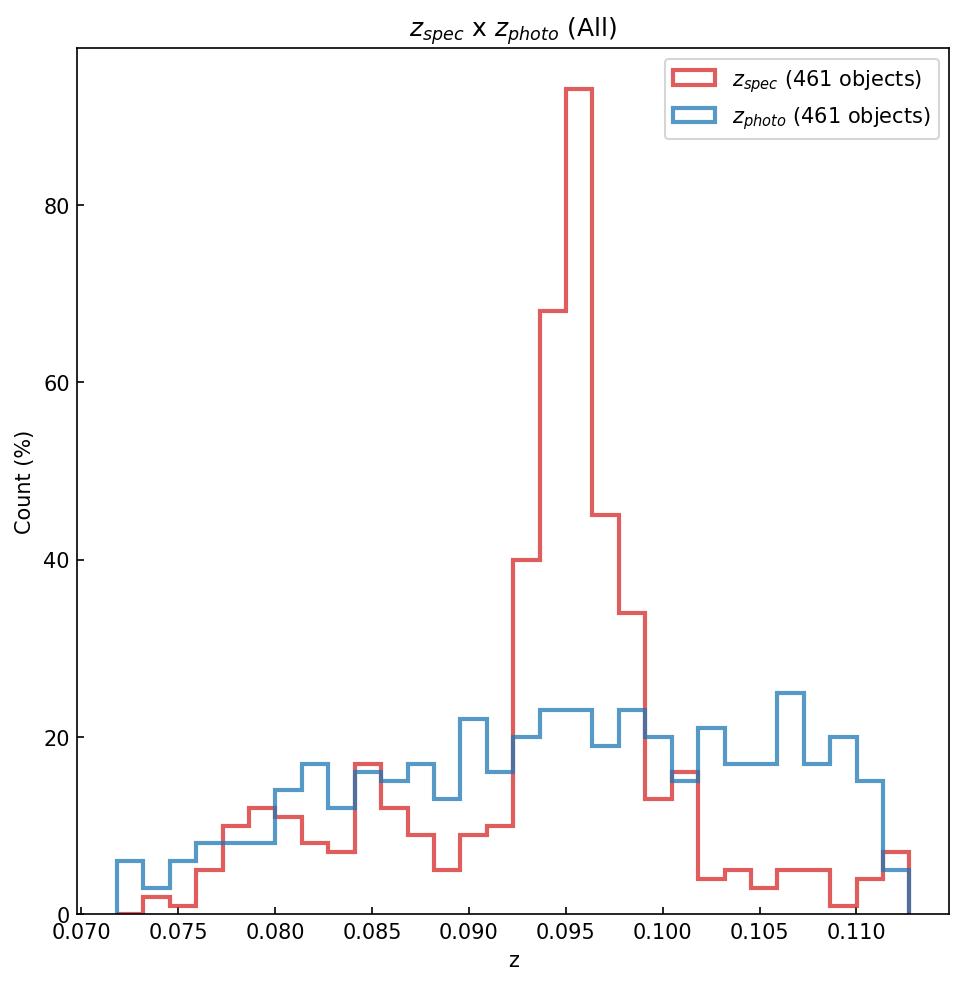 z_spec x z_photo (All)
z_spec (461 objects)
z_photo (461 objects)
Count (%)
80
60
40
20
0
0.070 0.075 0.080 0.085 0.090 0.095 0.100 0.105 0.110
z